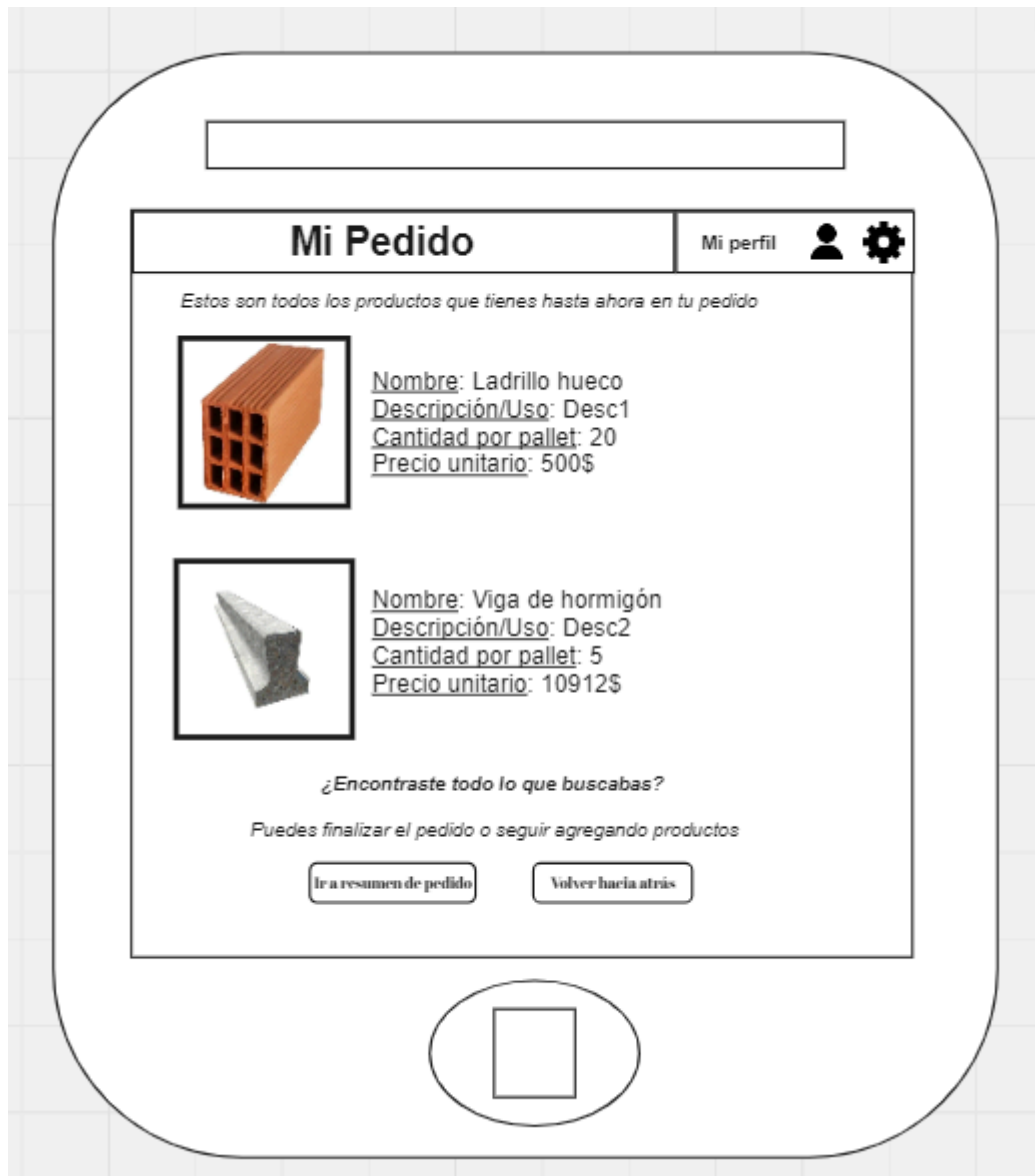 Mi Pedido
Mi perfil
Estos son todos los productos que tienes hasta ahora en tu pedido
Nombre: Ladrillo hueco
Descripción/Uso: Desc1
Cantidad por pallet: 20
Precio unitario: 500$
Nombre: Viga de hormigón
Descripción/Uso: Desc2
Cantidad por pallet: 5
Precio unitario: 10912$
¿Encontraste todo lo que buscabas?
Puedes finalizar el pedido o seguir agregando productos
Ir a resumen de pedido
Volver hacia atrás